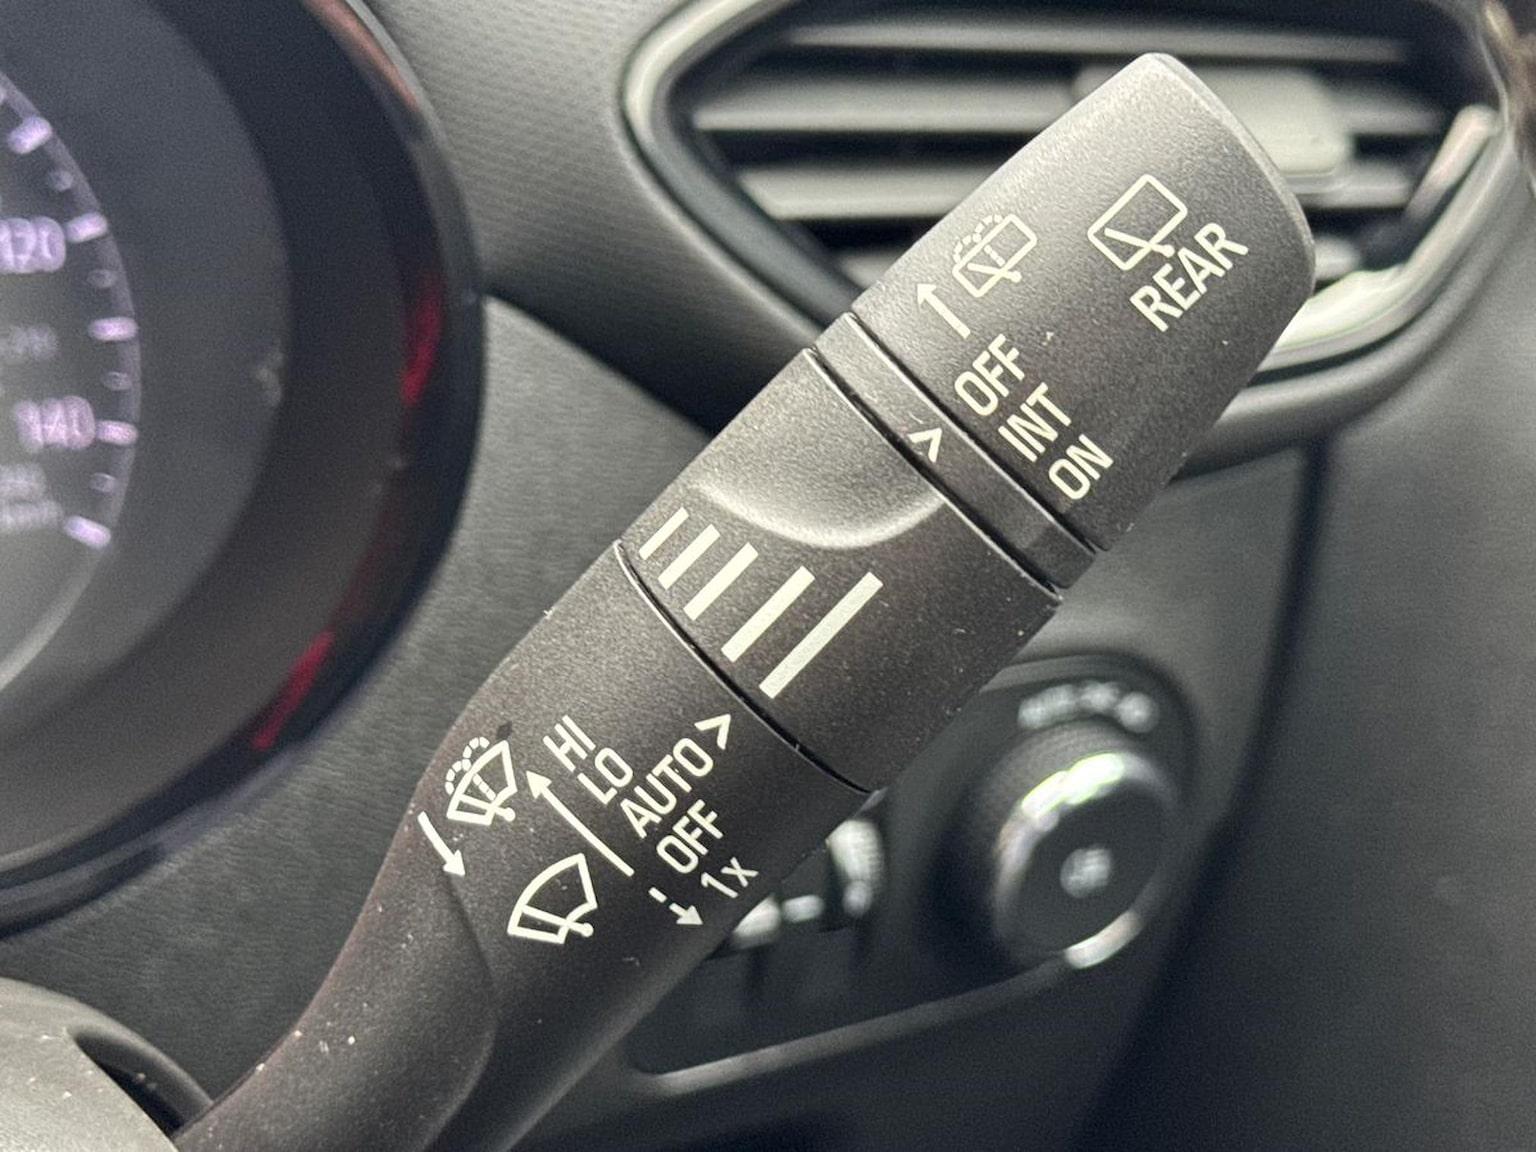 REAR
OFF
INT
ON
HI
LO
AUTO
OFF
1x
120
140